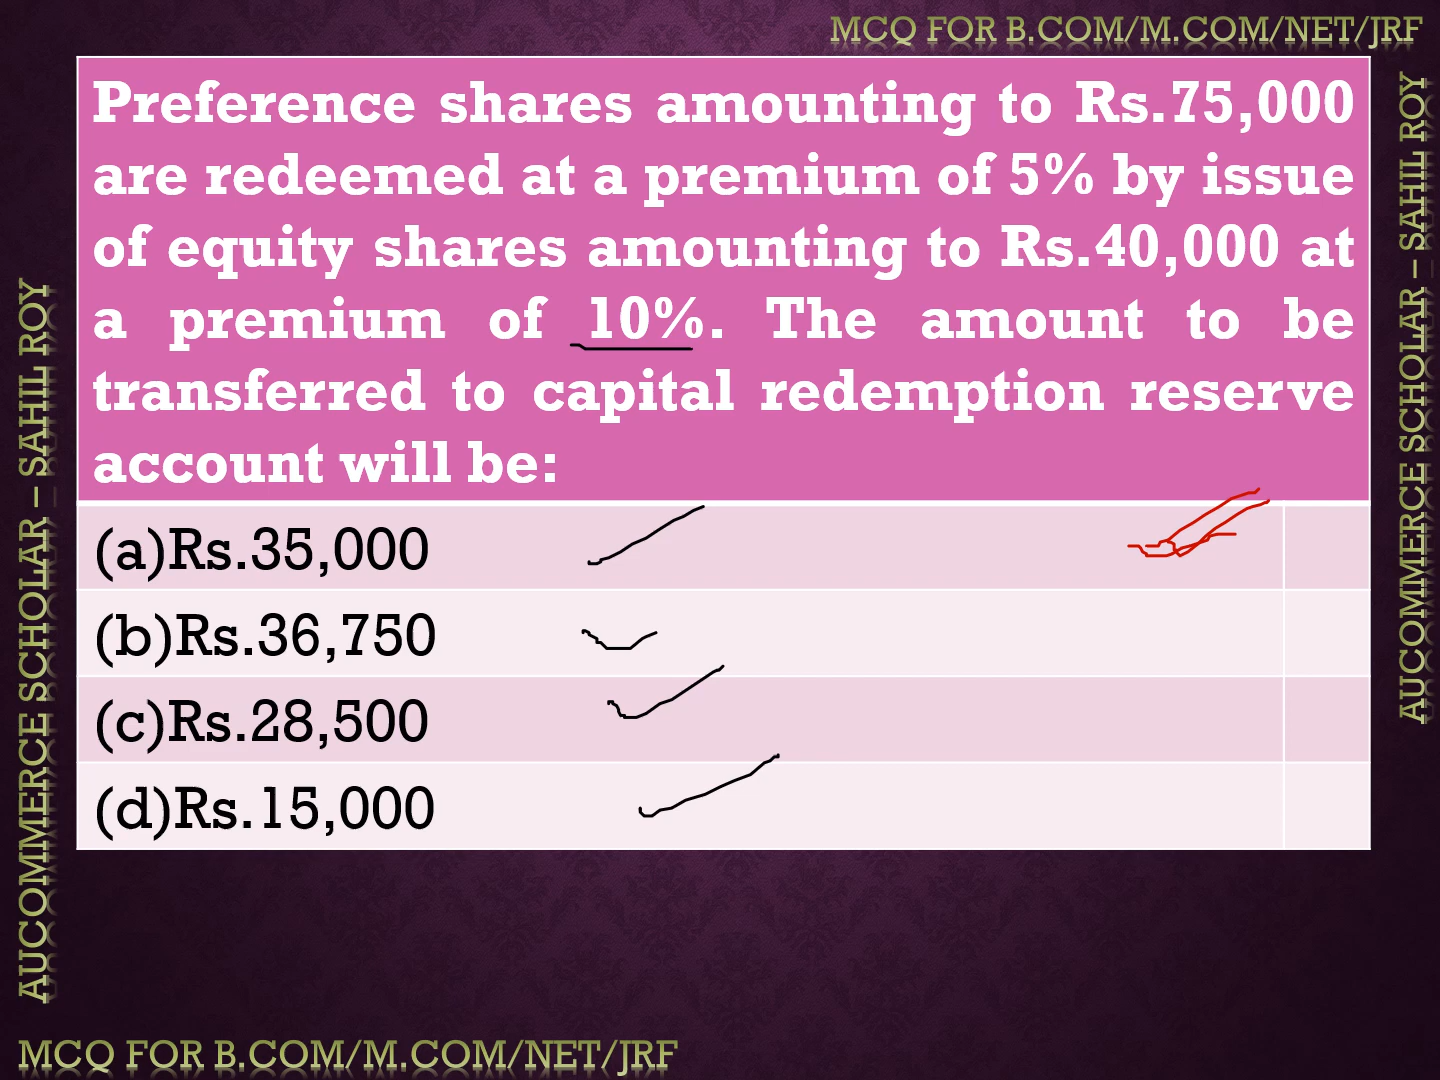 MCQ FOR B.COM/M.COM/NET/JRF
Preference shares amounting to Rs.75,000
are redeemed at a premium of 5% by issue
of equity shares amounting to Rs.40,000 at
a premium of 10%. The amount to be
transferred to capital redemption reserve
account will be:
(a)Rs.35,000
(b)Rs.36,750
(c)Rs.28,500
(d)Rs.15,000
AUCOMMERCE SCHOLAR – SAHIL ROY
AUCOMMERCE SCHOLAR – SAHIL ROY
MCQ FOR B.COM/M.COM/NET/JRF